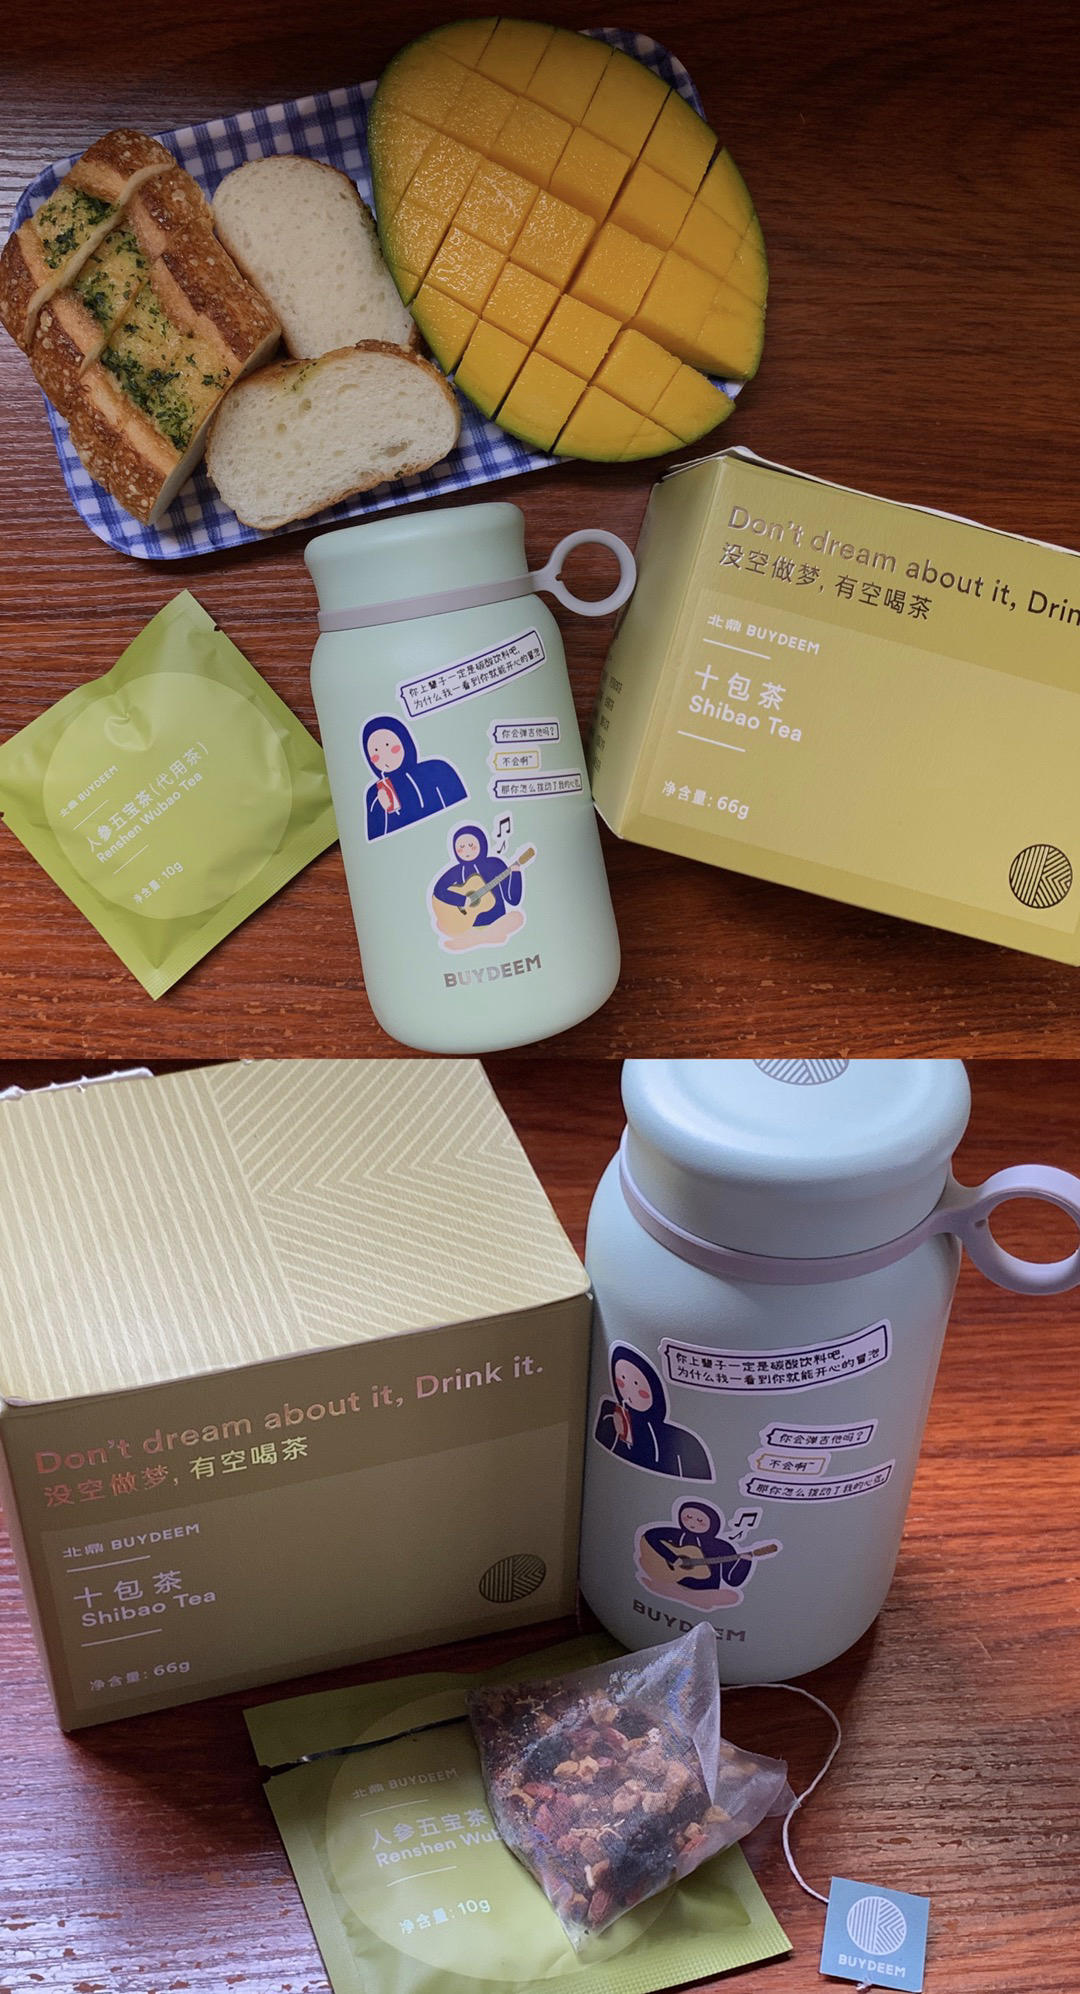 Don't dream about it, Drin
没空做梦，有空喝茶
北鼎 BUYDEEM
十包茶
Shibao Tea
净含量: 66g
北鼎 BUYDEEM
人参五宝茶(代用茶)
Renshen Wubao Tea
净含量: 10g
你上辈子一定是碳酸饮料吧，
为什么我一看到你就能开心的冒泡
你会弹吉他吗？
不会啊~
那你怎么拨动了我的心弦
BUYDEEM
Don't dream about it, Drink it.
没空做梦，有空喝茶
北鼎 BUYDEEM
十包茶
Shibao Tea
净含量: 66g
你上辈子一定是碳酸饮料吧，
为什么我一看到你就能开心的冒泡
你会弹吉他吗？
不会啊~
那你怎么拨动了我的心弦，
BUYDEEM
北鼎 BUYDEEM
人参五宝茶
Renshen Wub
净含量: 10g
BUYDEEM